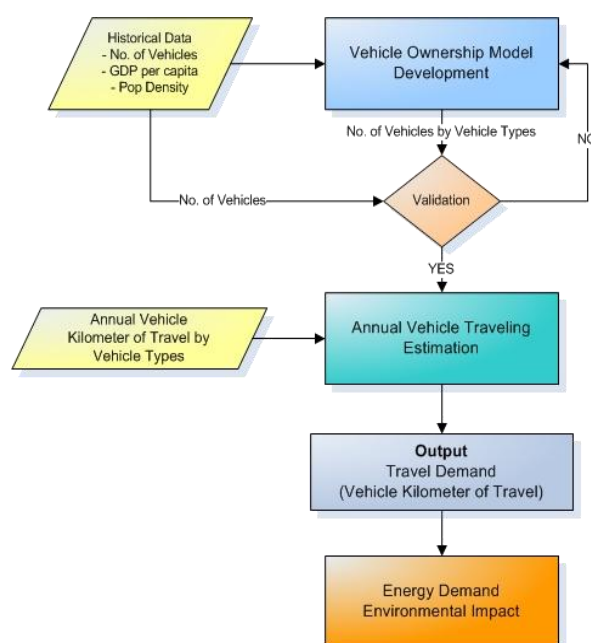 Historical Data
- No. of Vehicles
- GDP per capita
- Pop Density
Vehicle Ownership Model
Development
No. of Vehicles by Vehicle Types
NO
No. of Vehicles
Validation
YES
Annual Vehicle
Kilometer of Travel by
Vehicle Types
Annual Vehicle Traveling
Estimation
Output
Travel Demand
(Vehicle Kilometer of Travel)
Energy Demand
Environmental Impact